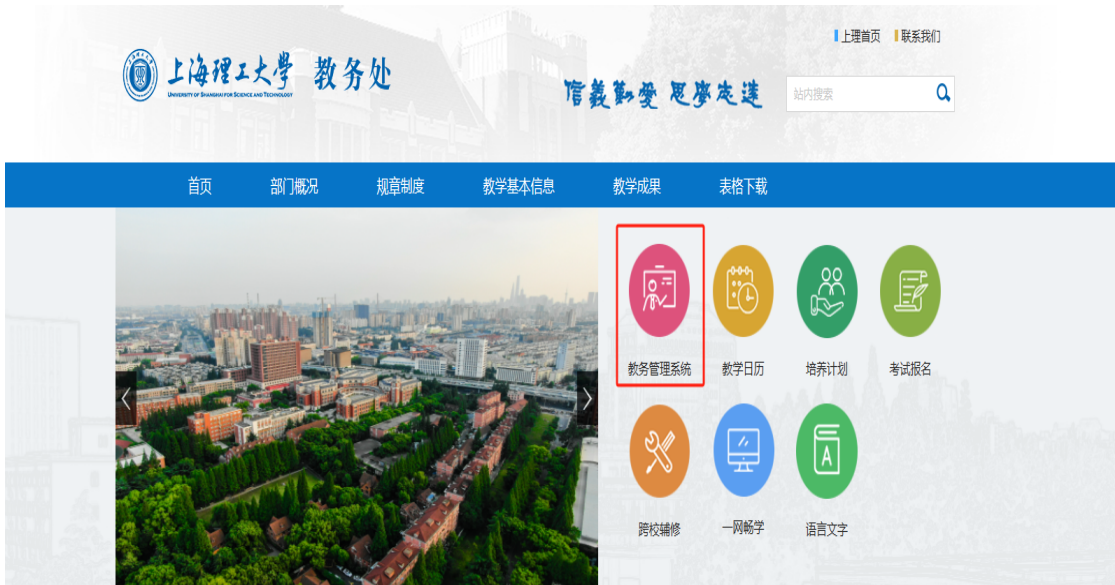 上理首页 联系我们
上海理工大学 教务处
UNIVERSITY OF SHANGHAI FOR SCIENCE AND TECHNOLOGY
信義勤愛 思學志遠
站内搜索
首页 部门概况 规章制度 教学基本信息 教学成果 表格下载
教务管理系统 教学日历 培养计划 考试报名
A
跨校辅修 一网畅学 语言文字